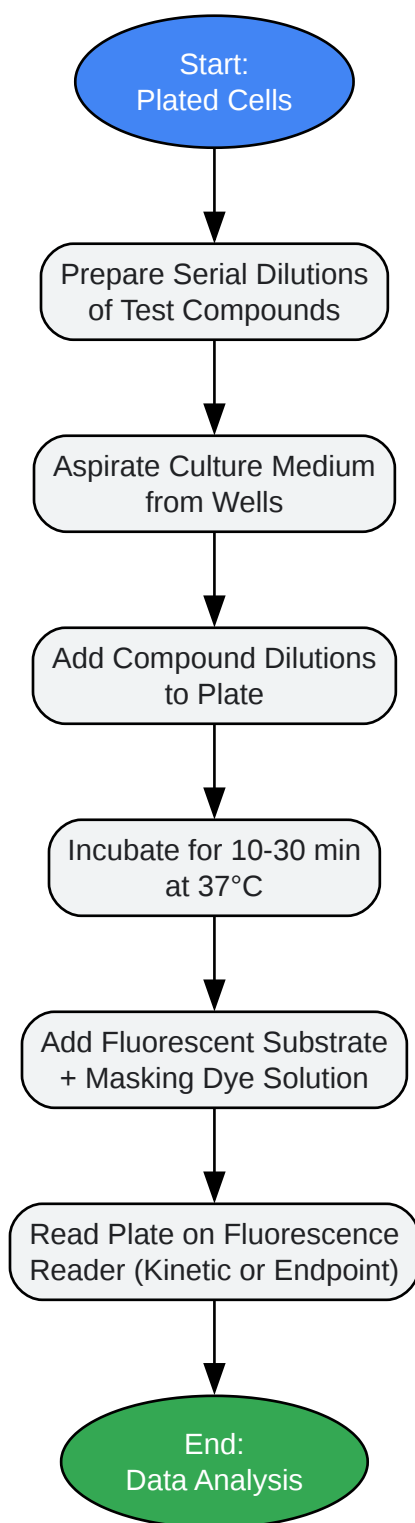 Start:
Plated Cells
Prepare Serial Dilutions
of Test Compounds
Aspirate Culture Medium
from Wells
Add Compound Dilutions
to Plate
Incubate for 10-30 min
at 37°C
Add Fluorescent Substrate
+ Masking Dye Solution
Read Plate on Fluorescence
Reader (Kinetic or Endpoint)
End:
Data Analysis